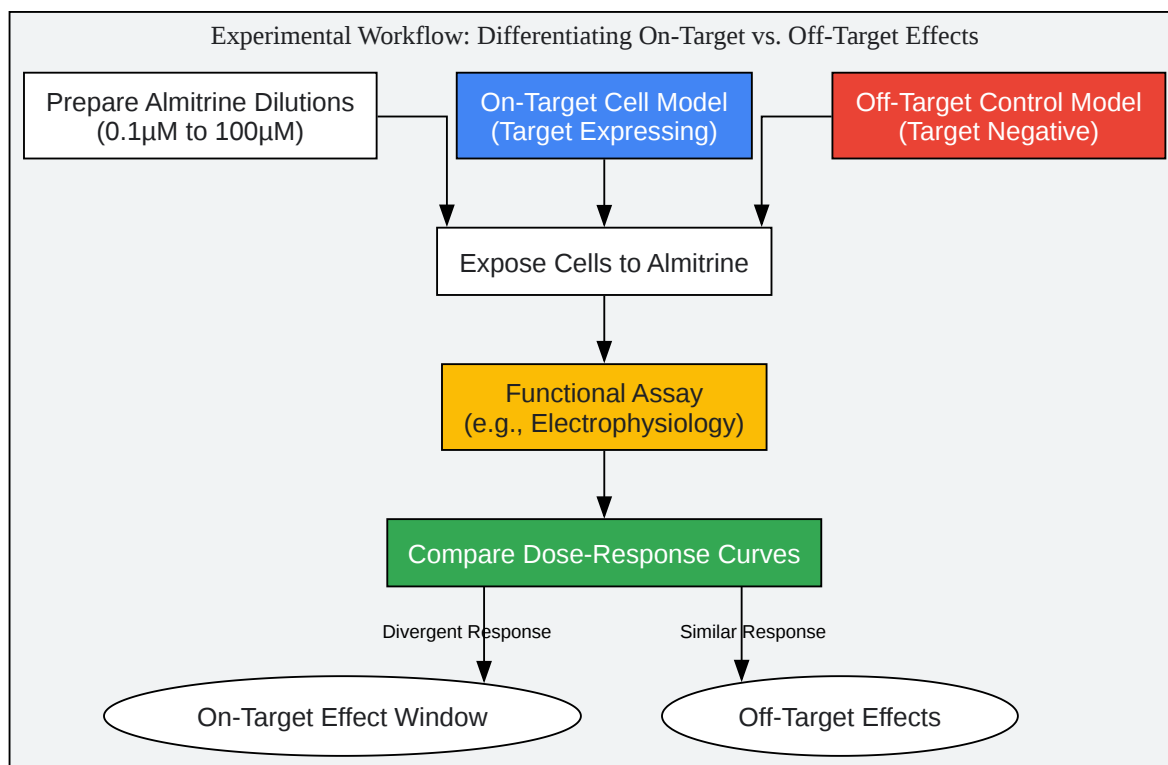 Experimental Workflow: Differentiating On-Target vs. Off-Target Effects
Prepare Almitrine Dilutions
(0.1µM to 100µM)
On-Target Cell Model
(Target Expressing)
Off-Target Control Model
(Target Negative)
Expose Cells to Almitrine
Functional Assay
(e.g., Electrophysiology)
Compare Dose-Response Curves
Divergent Response
Similar Response
On-Target Effect Window
Off-Target Effects